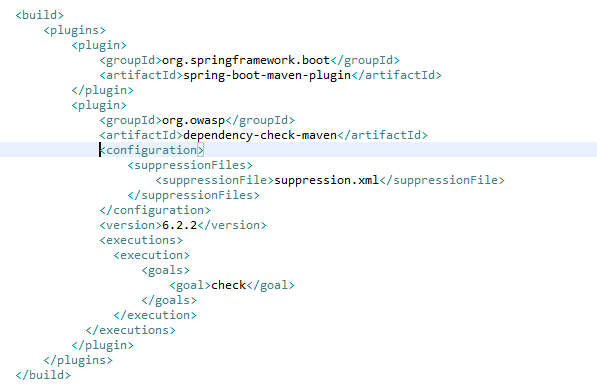 <build>
<plugins>
<plugin>
<groupId>org.springframework.boot</groupId>
<artifactId>spring-boot-maven-plugin</artifactId>
</plugin>
<plugin>
<groupId>org.owasp</groupId>
<artifactId>dependency-check-maven</artifactId>
<configuration>
<suppressionFiles>
<suppressionFile>suppression.xml</suppressionFile>
</suppressionFiles>
</configuration>
<version>6.2.2</version>
<executions>
<execution>
<goals>
<goal>check</goal>
</goals>
</execution>
</executions>
</plugin>
</plugins>
</build>